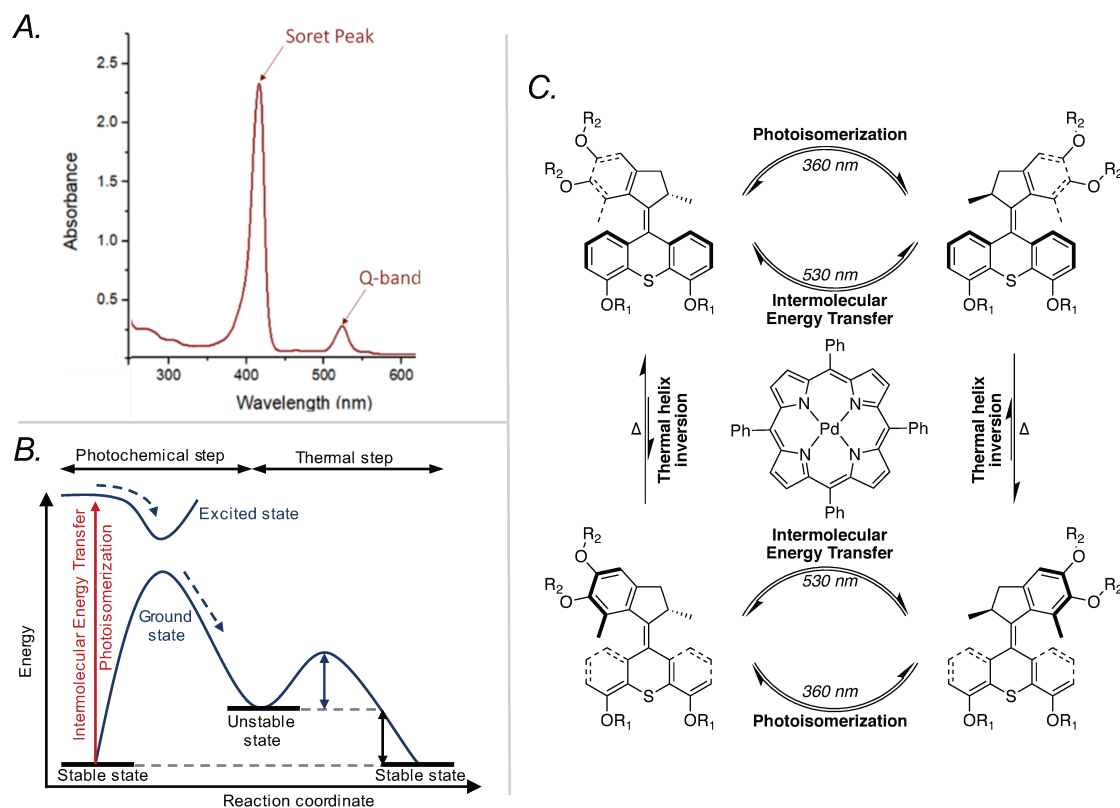 A.
Soret Peak
Q-band
2.5
2.0
1.5
1.0
0.5
Absorbance
300
400
500
600
Wavelength (nm)
B.
Photochemical step
Thermal step
Excited state
Intermolecular Energy Transfer
Photoisomerization
Ground
state
Unstable
state
Stable state
Stable state
Energy
Reaction coordinate
C.
R2
O
R2
O
S
OR1
OR1
Photoisomerization
360 nm
530 nm
Intermolecular
Energy Transfer
R2
O
R2
O
S
OR1
OR1
Δ
Thermal helix
inversion
Ph
Ph
N
N
Pd
N
N
Ph
Ph
Thermal helix
inversion
Δ
Intermolecular
Energy Transfer
530 nm
360 nm
Photoisomerization
R2
O
R2
O
S
OR1
OR1
R2
O
R2
O
S
OR1
OR1